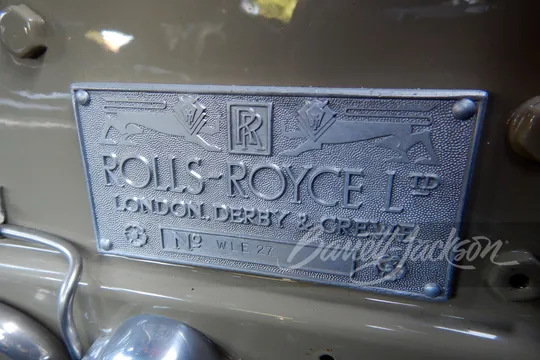 RR
ROLLS-ROYCE LTD
LONDON, DERBY & CREWE
No WLE 27
Barrett-Jackson